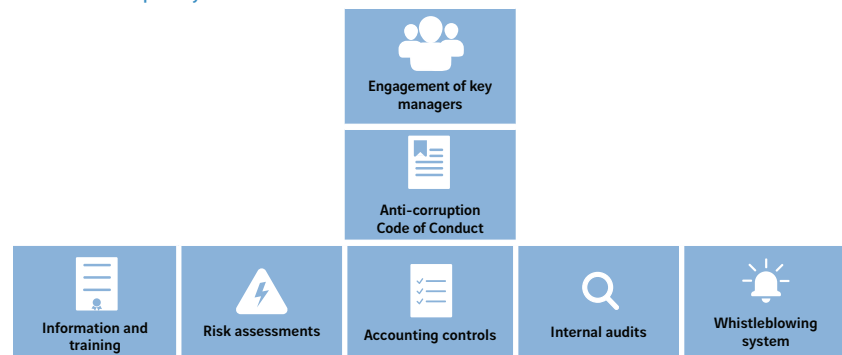 Engagement of key
managers
Anti-corruption
Code of Conduct
Information and
training
Risk assessments
Accounting controls
Internal audits
Whistleblowing
system